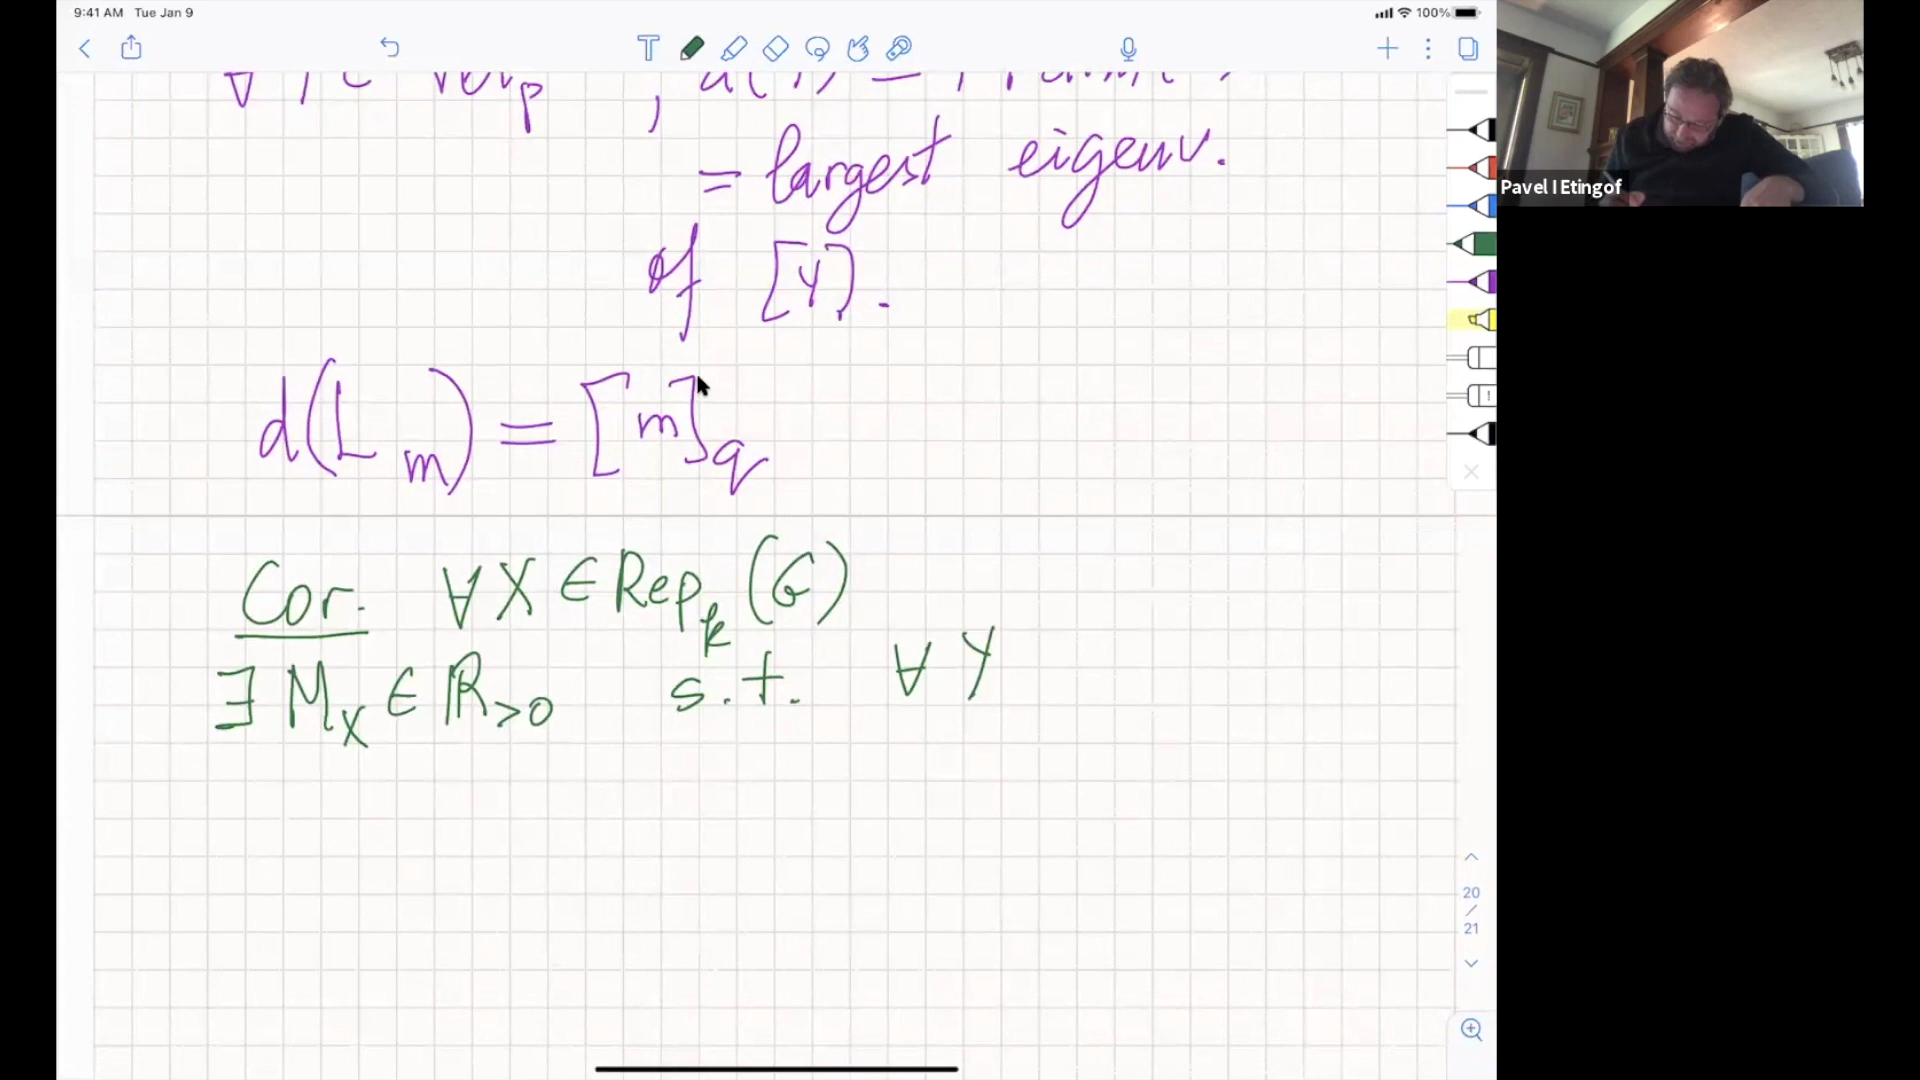 9:41 AM Tue Jan 9
100%
= largest eigenv.
of [Y].
d(L_m) = [m]_q
Cor. ∀ X ∈ Rep_k (G)
∃ M_X ∈ ℝ_{>0} s.t. ∀ Y
Pavel I Etingof
20
/
21